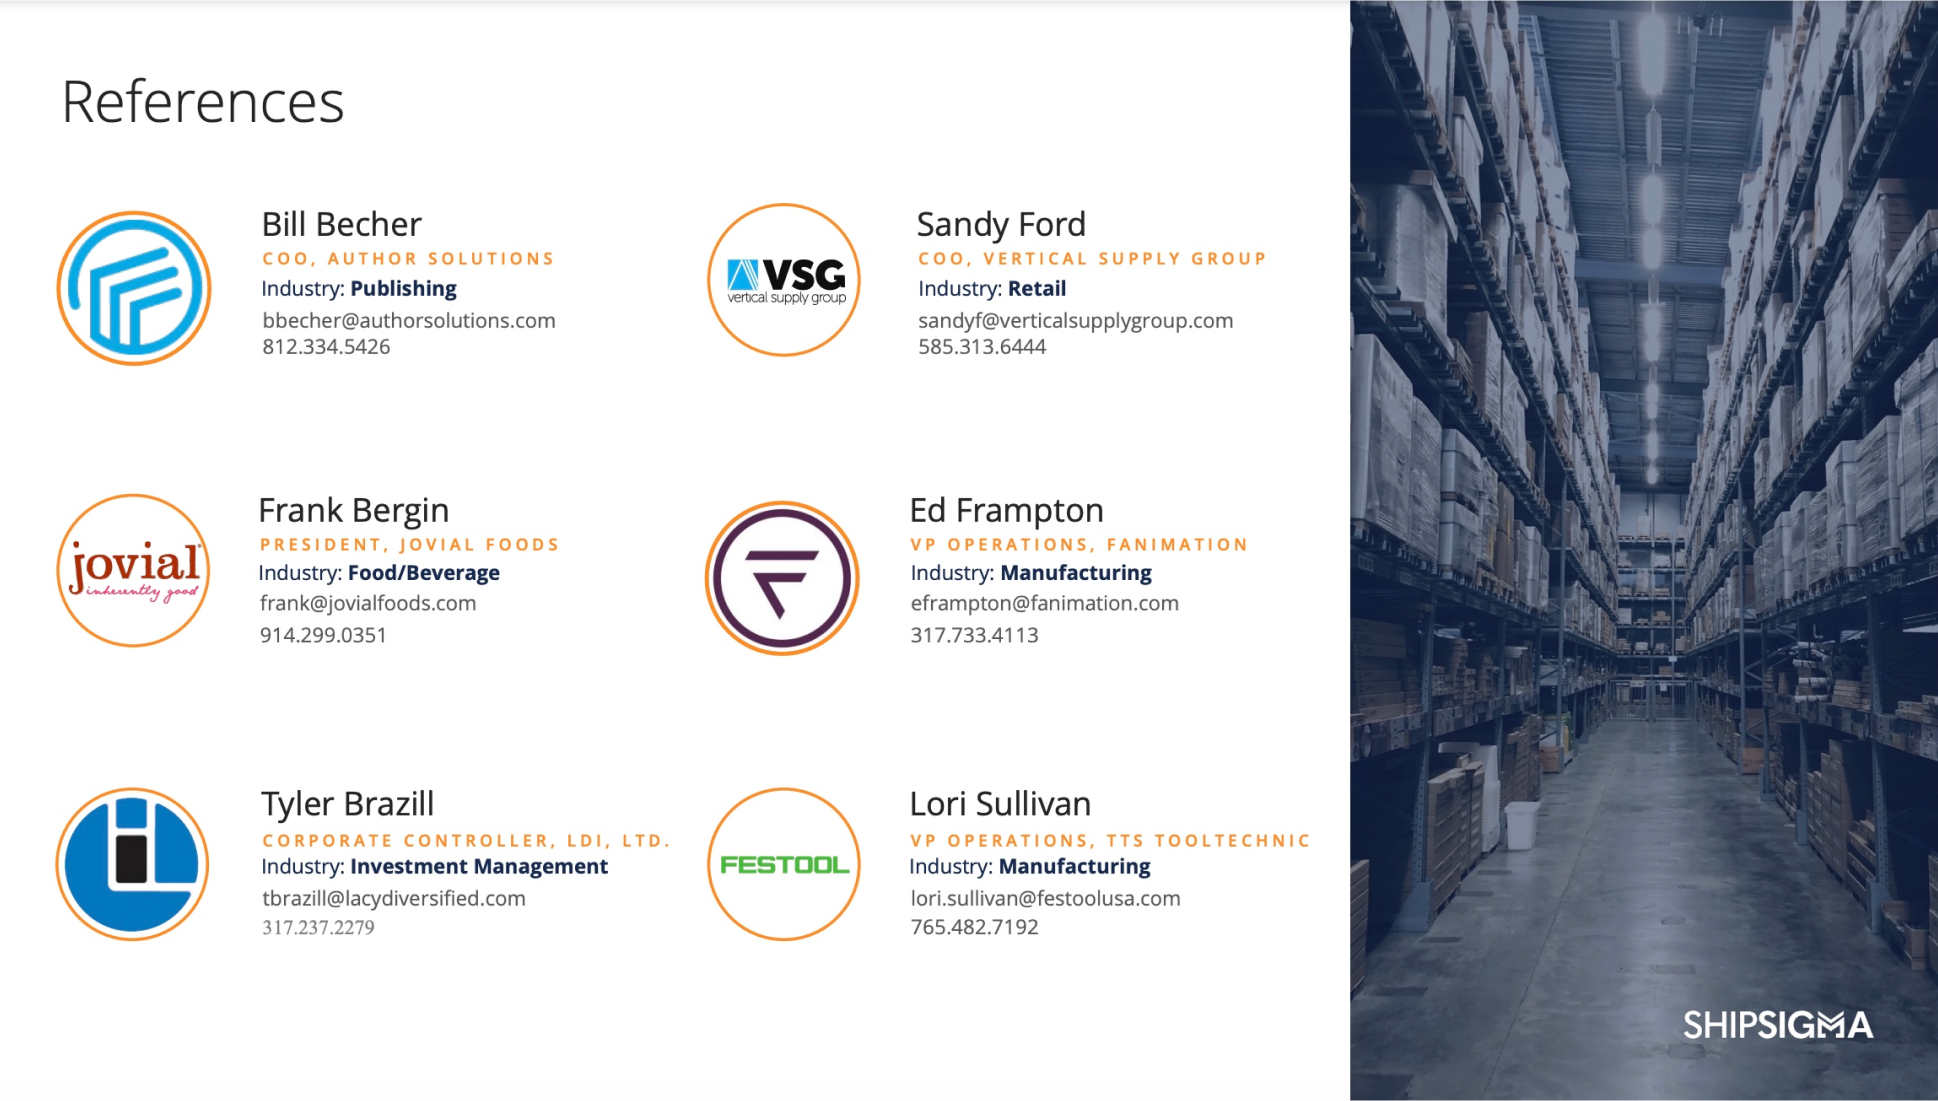 References
Bill Becher
COO, AUTHOR SOLUTIONS
Industry: Publishing
bbecher@authorsolutions.com
812.334.5426
VSG
vertical supply group
Sandy Ford
COO, VERTICAL SUPPLY GROUP
Industry: Retail
sandyf@verticalsupplygroup.com
585.313.6444
jovial
inherently good
Frank Bergin
PRESIDENT, JOVIAL FOODS
Industry: Food/Beverage
frank@jovialfoods.com
914.299.0351
Ed Frampton
VP OPERATIONS, FANIMATION
Industry: Manufacturing
eframpton@fanimation.com
317.733.4113
Tyler Brazill
CORPORATE CONTROLLER, LDI, LTD.
Industry: Investment Management
tbrazill@lacydiversified.com
317.237.2279
FESTOOL
Lori Sullivan
VP OPERATIONS, TTS TOOLTECHNIC
Industry: Manufacturing
lori.sullivan@festoolusa.com
765.482.7192
SHIPSIGMA